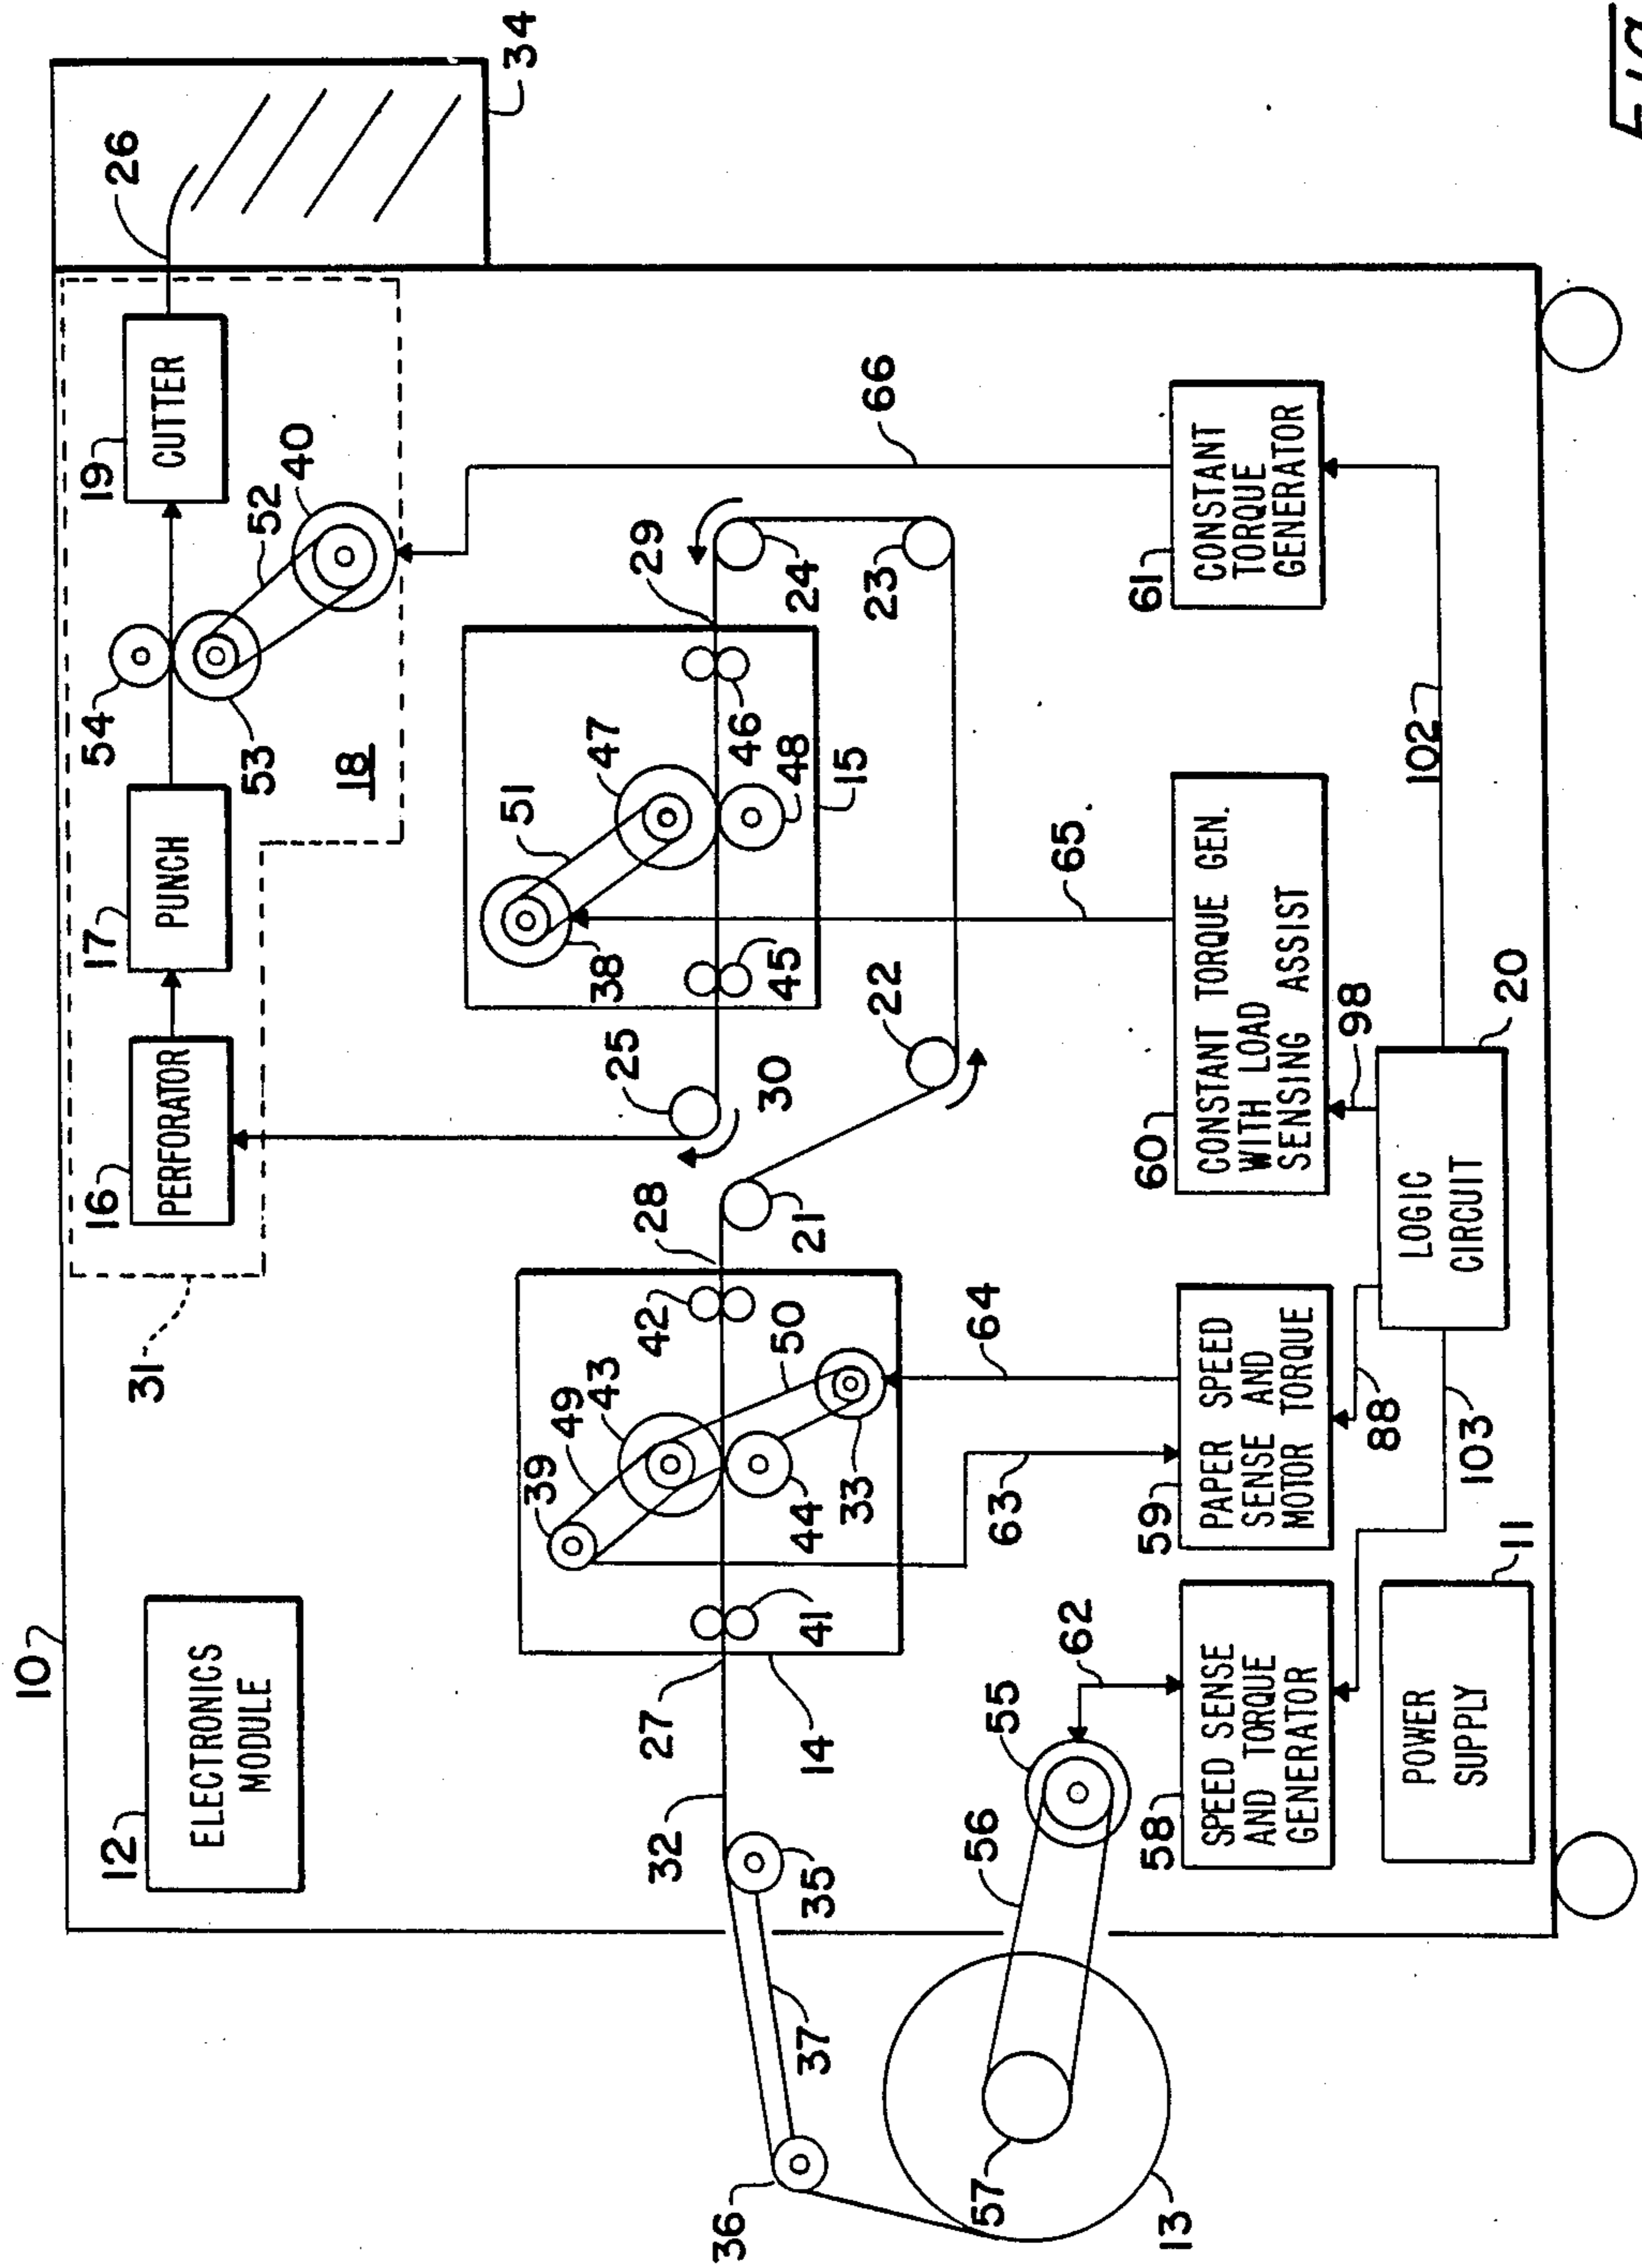 10
12
ELECTRONICS
MODULE
31
16
PERFORATOR
17
PUNCH
54
53
18
52
40
19
CUTTER
26
34
39
49
43
42
50
44
33
41
14
27
28
32
35
37
36
21
25
30
22
23
24
29
38
51
47
46
48
45
15
13
57
56
55
62
63
64
65
66
58
SPEED SENSE
AND TORQUE
GENERATOR
59
PAPER SPEED
SENSE AND
MOTOR TORQUE
60
CONSTANT TORQUE GEN.
WITH LOAD
SENSING ASSIST
61
CONSTANT
TORQUE
GENERATOR
11
POWER
SUPPLY
103
88
98
102
20
LOGIC
CIRCUIT